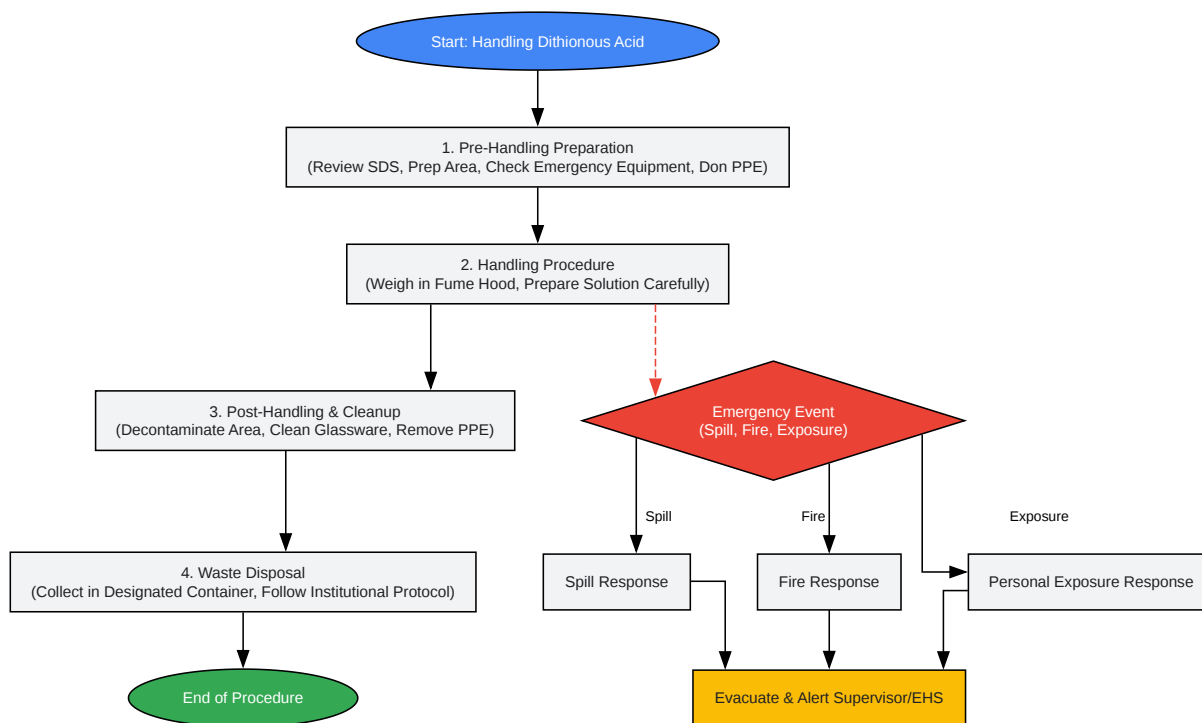 Start: Handling Dithionous Acid
1. Pre-Handling Preparation
(Review SDS, Prep Area, Check Emergency Equipment, Don PPE)
2. Handling Procedure
(Weigh in Fume Hood, Prepare Solution Carefully)
3. Post-Handling & Cleanup
(Decontaminate Area, Clean Glassware, Remove PPE)
Emergency Event
(Spill, Fire, Exposure)
Spill
Fire
Exposure
4. Waste Disposal
(Collect in Designated Container, Follow Institutional Protocol)
Spill Response
Fire Response
Personal Exposure Response
End of Procedure
Evacuate & Alert Supervisor/EHS